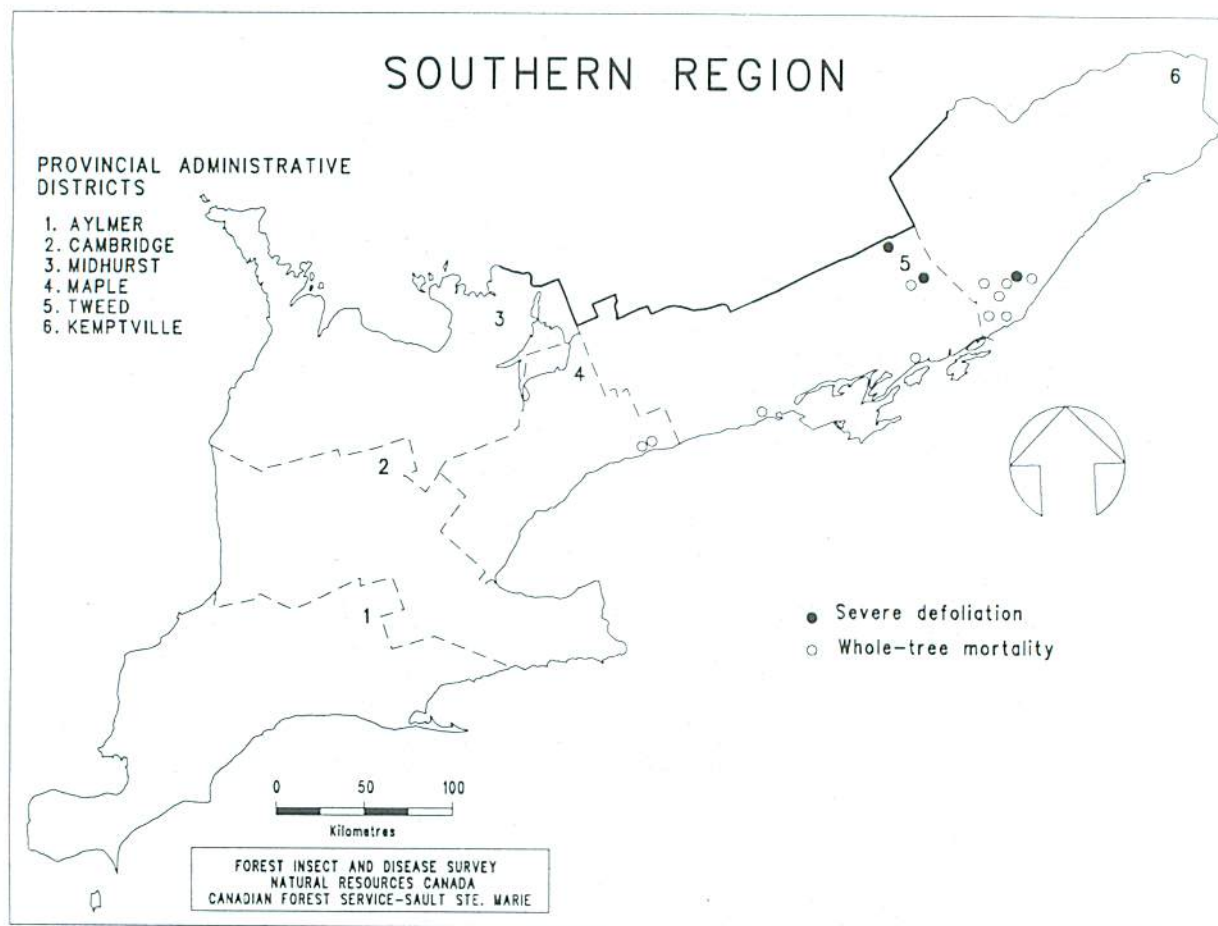 SOUTHERN REGION
6
PROVINCIAL ADMINISTRATIVE
DISTRICTS
1. AYLMER
2. CAMBRIDGE
3. MIDHURST
4. MAPLE
5. TWEED
6. KEMPTVILLE
5
3
4
2
1
Severe defoliation
Whole-tree mortality
0 50 100
Kilometres
FOREST INSECT AND DISEASE SURVEY
NATURAL RESOURCES CANADA
CANADIAN FOREST SERVICE-SAULT STE. MARIE